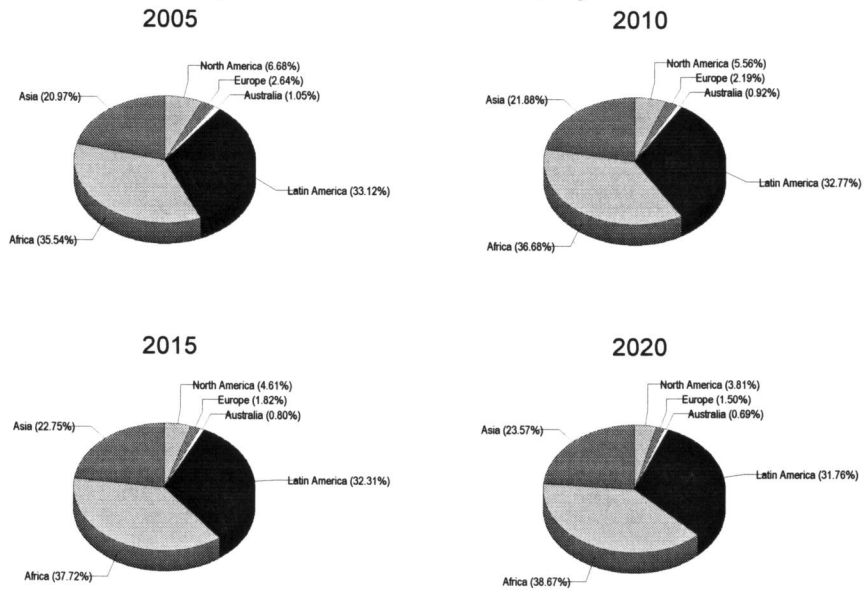 2005
North America (6.68%)
Europe (2.64%)
Australia (1.05%)
Asia (20.97%)
Latin America (33.12%)
Africa (35.54%)
2010
North America (5.56%)
Europe (2.19%)
Australia (0.92%)
Asia (21.88%)
Latin America (32.77%)
Africa (36.68%)
2015
North America (4.61%)
Europe (1.82%)
Australia (0.80%)
Asia (22.75%)
Latin America (32.31%)
Africa (37.72%)
2020
North America (3.81%)
Europe (1.50%)
Australia (0.69%)
Asia (23.57%)
Latin America (31.76%)
Africa (38.67%)